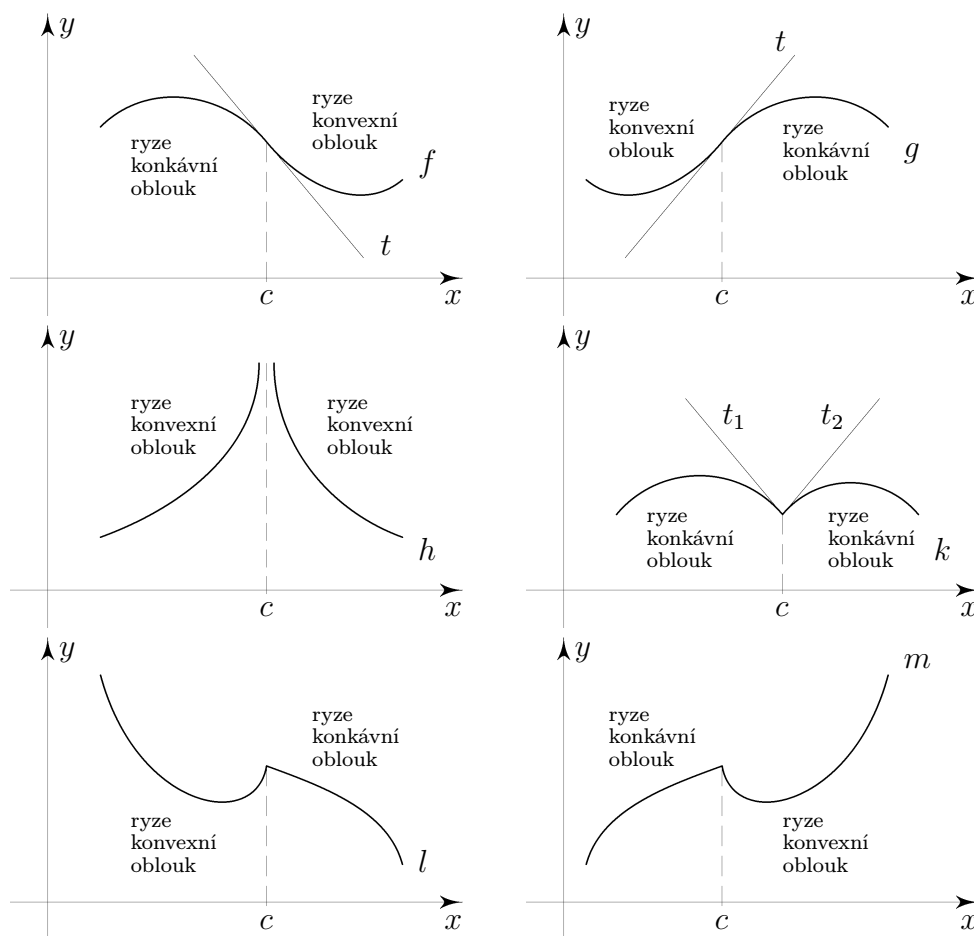 y
ryze
konkávní
oblouk
ryze
konvexní
oblouk
f
t
c
x
y
t
ryze
konvexní
oblouk
ryze
konkávní
oblouk
g
c
x
y
ryze
konvexní
oblouk
ryze
konvexní
oblouk
h
c
x
y
t₁
t₂
ryze
konkávní
oblouk
ryze
konkávní
oblouk
k
c
x
y
ryze
konkávní
oblouk
ryze
konvexní
oblouk
l
c
x
y
m
ryze
konkávní
oblouk
ryze
konvexní
oblouk
c
x